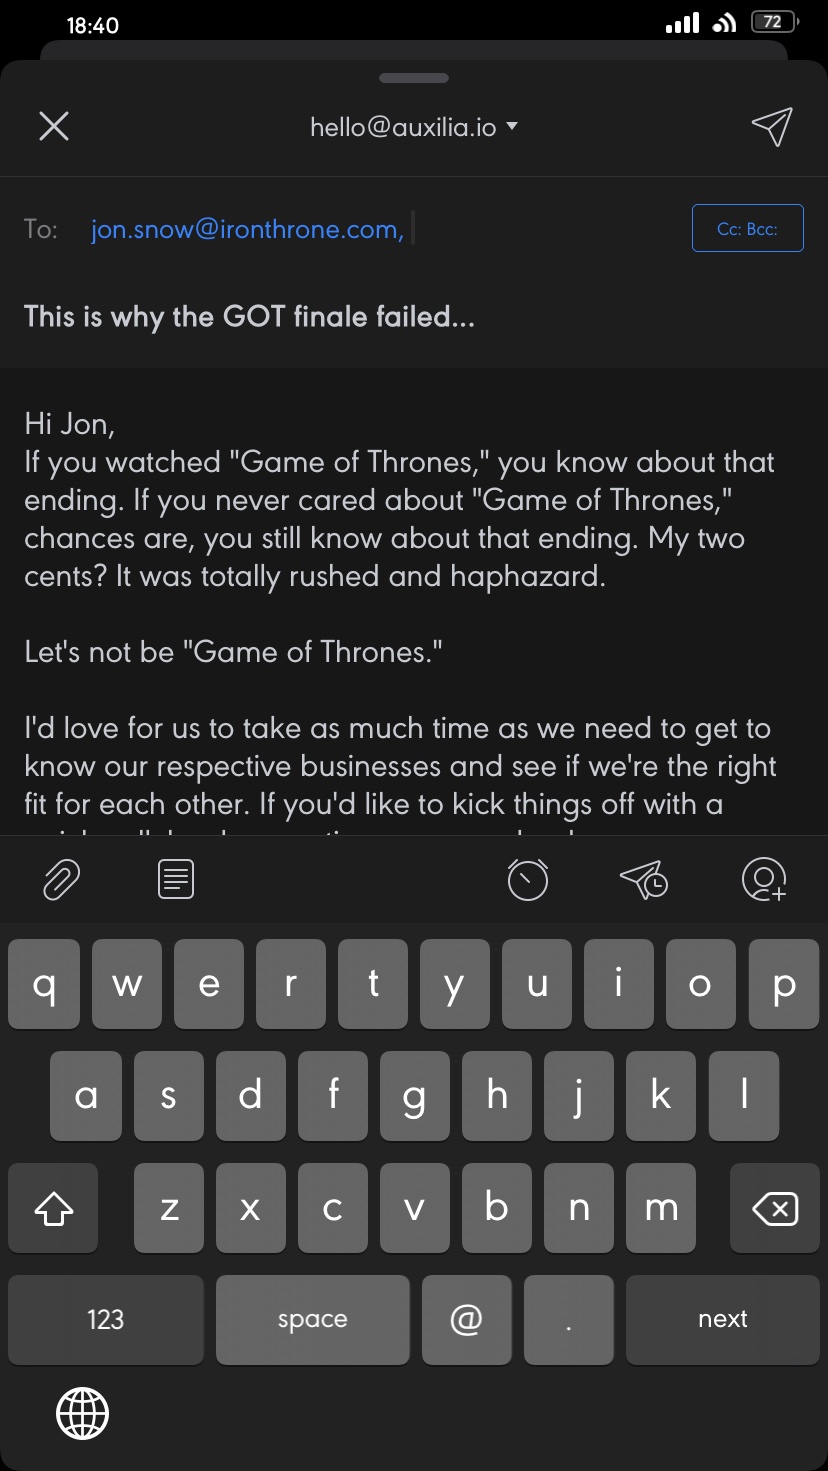 18:40
72
hello@auxilia.io
To: jon.snow@ironthrone.com,
Cc: Bcc:
This is why the GOT finale failed...
Hi Jon,
If you watched "Game of Thrones," you know about that
ending. If you never cared about "Game of Thrones,"
chances are, you still know about that ending. My two
cents? It was totally rushed and haphazard.
Let's not be "Game of Thrones."
I'd love for us to take as much time as we need to get to
know our respective businesses and see if we're the right
fit for each other. If you'd like to kick things off with a
q w e r t y u i o p
a s d f g h j k l
z x c v b n m
123 space @ . next